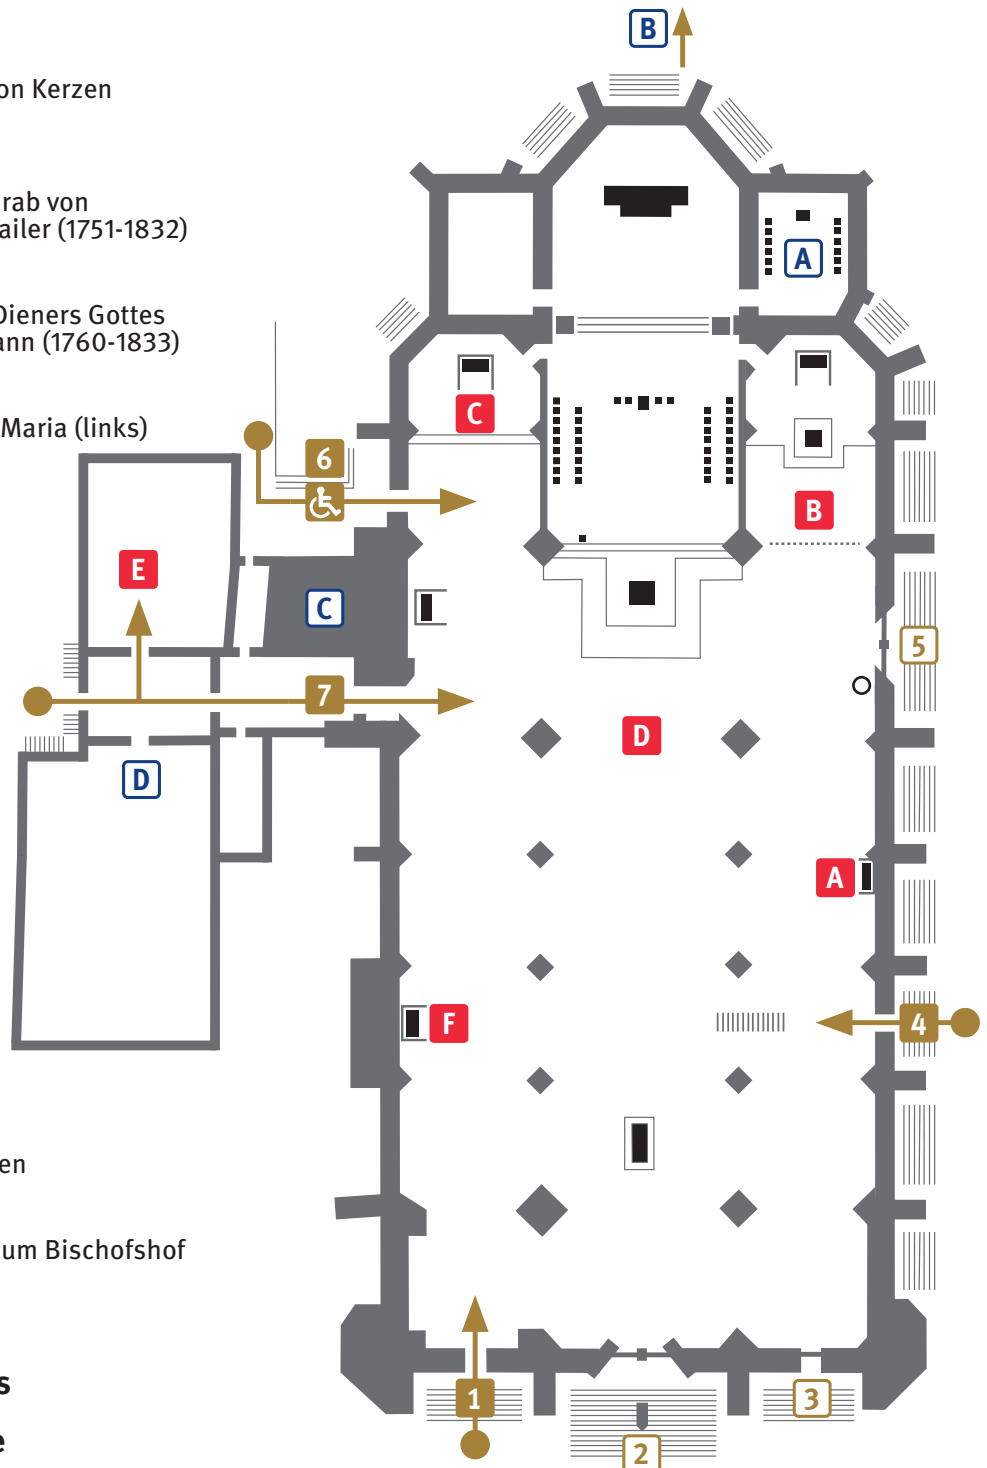 B
on Kerzen
rab von
ailer (1751-1832)
A
Dieners Gottes
ann (1760-1833)
C
Maria (links)
6
B
E
C
5
7
D
D
A
F
4
en
um Bischofshof
s
1
3
e
2